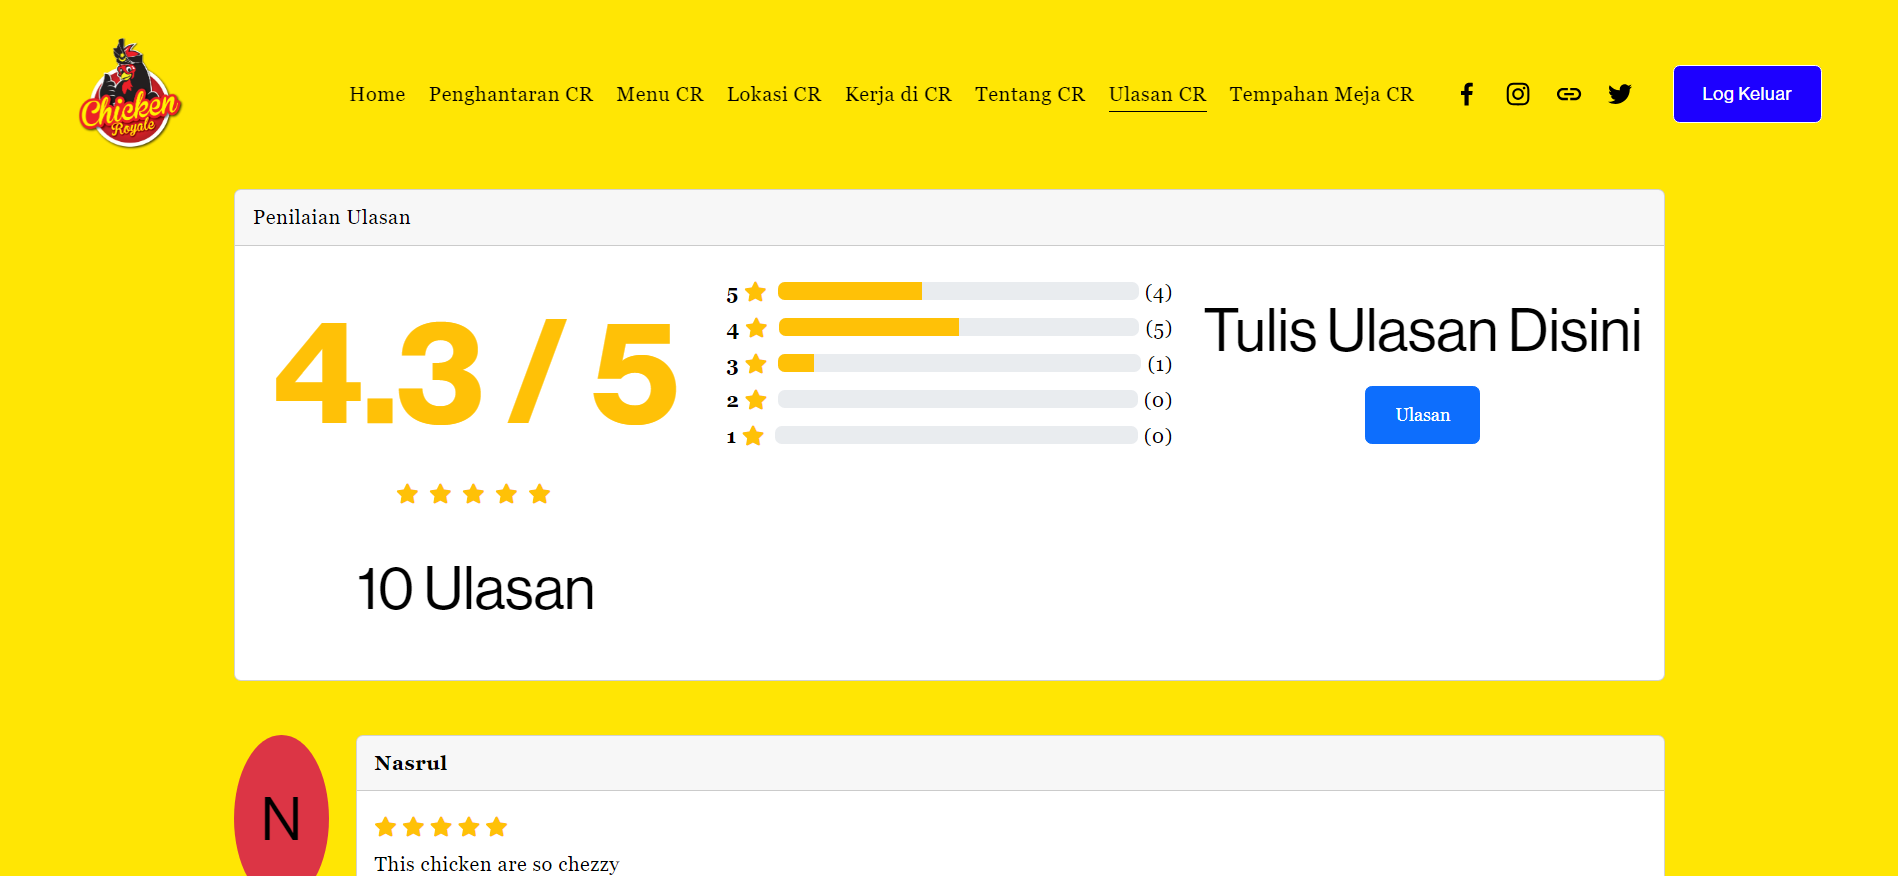 Chicken
Royale
Home Penghantaran CR Menu CR Lokasi CR Kerja di CR Tentang CR Ulasan CR Tempahan Meja CR Log Keluar
Penilaian Ulasan
4.3 / 5
10 Ulasan
5 (4)
4 (5)
3 (1)
2 (0)
1 (0)
Tulis Ulasan Disini
Ulasan
N
Nasrul
This chicken are so chezzy